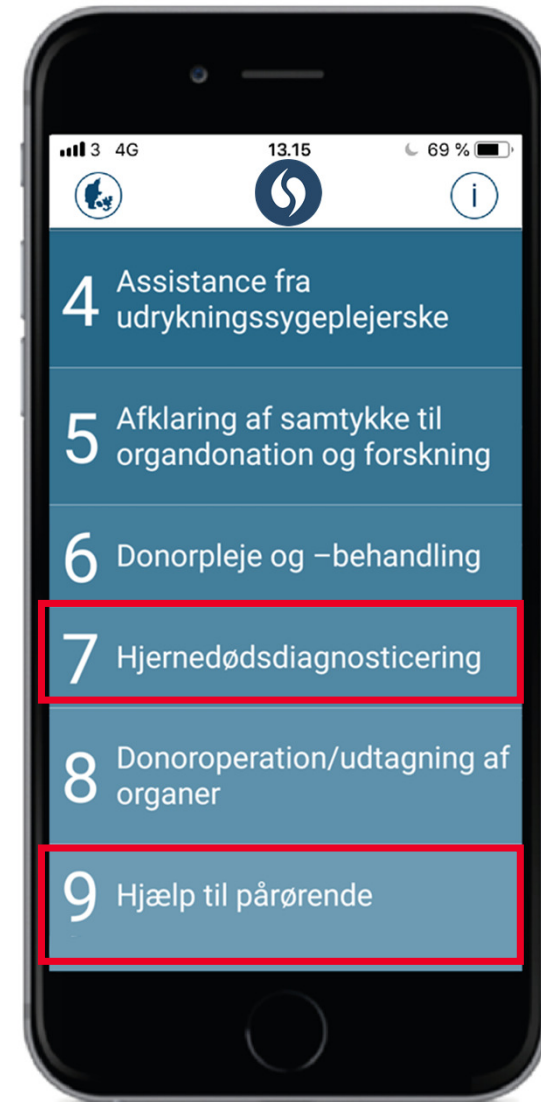 3 4G 13.15 69 %
i
4 Assistance fra
udrykningssygeplejerske
5 Afklaring af samtykke til
organdonation og forskning
6 Donorpleje og –behandling
7 Hjernedødsdiagnosticering
8 Donoroperation/udtagning af
organer
9 Hjælp til pårørende